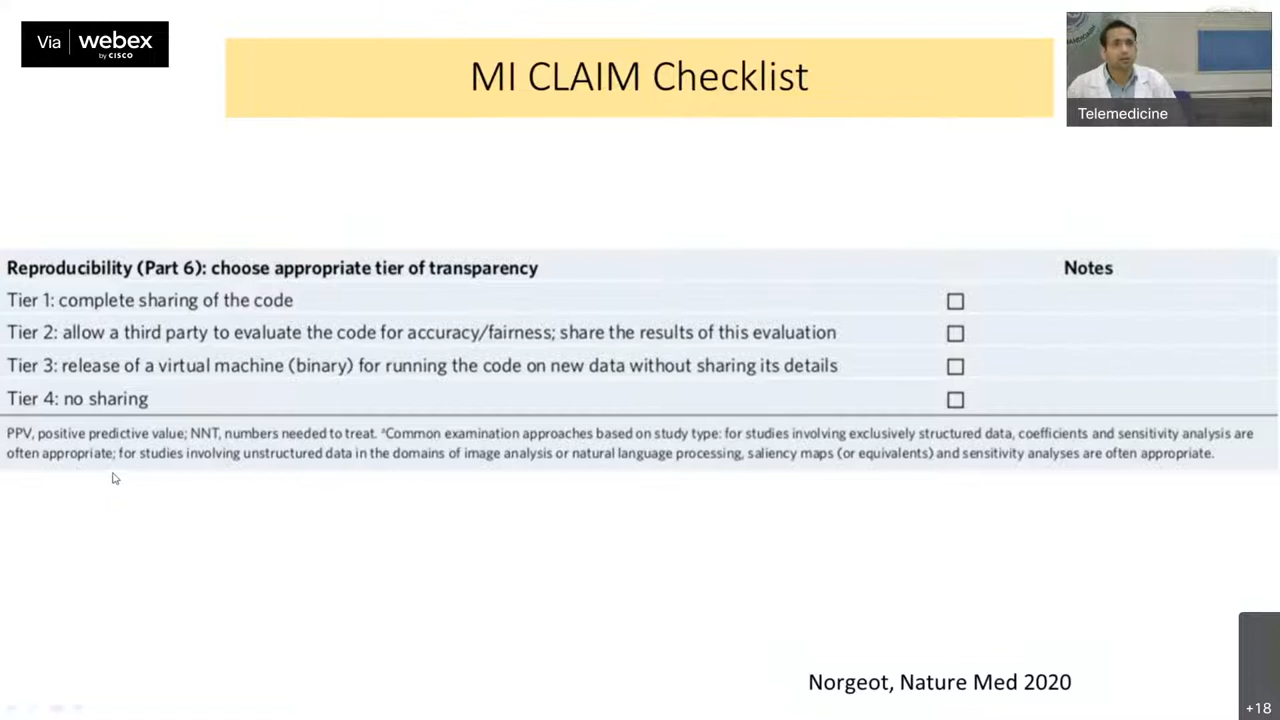 Via webex
by CISCO
MI CLAIM Checklist
Telemedicine
Reproducibility (Part 6): choose appropriate tier of transparency Notes
Tier 1: complete sharing of the code
Tier 2: allow a third party to evaluate the code for accuracy/fairness; share the results of this evaluation
Tier 3: release of a virtual machine (binary) for running the code on new data without sharing its details
Tier 4: no sharing
PPV, positive predictive value; NNT, numbers needed to treat. ᵃCommon examination approaches based on study type: for studies involving exclusively structured data, coefficients and sensitivity analysis are
often appropriate; for studies involving unstructured data in the domains of image analysis or natural language processing, saliency maps (or equivalents) and sensitivity analyses are often appropriate.
Norgeot, Nature Med 2020
+18